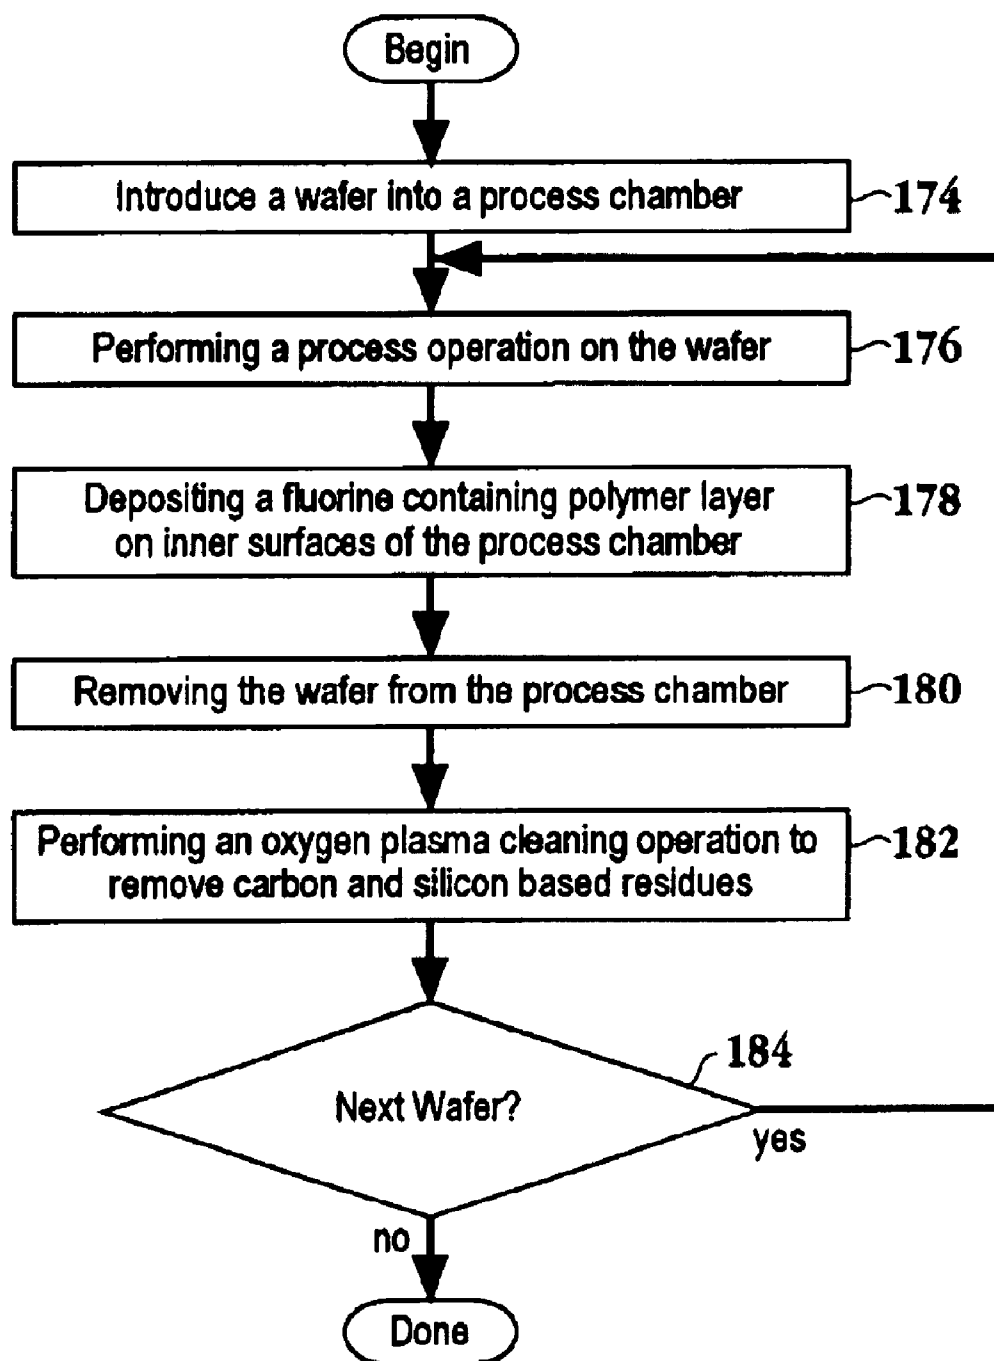 Begin
Introduce a wafer into a process chamber
174
Performing a process operation on the wafer
176
Depositing a fluorine containing polymer layer
on inner surfaces of the process chamber
178
Removing the wafer from the process chamber
180
Performing an oxygen plasma cleaning operation to
remove carbon and silicon based residues
182
184
Next Wafer?
yes
no
Done